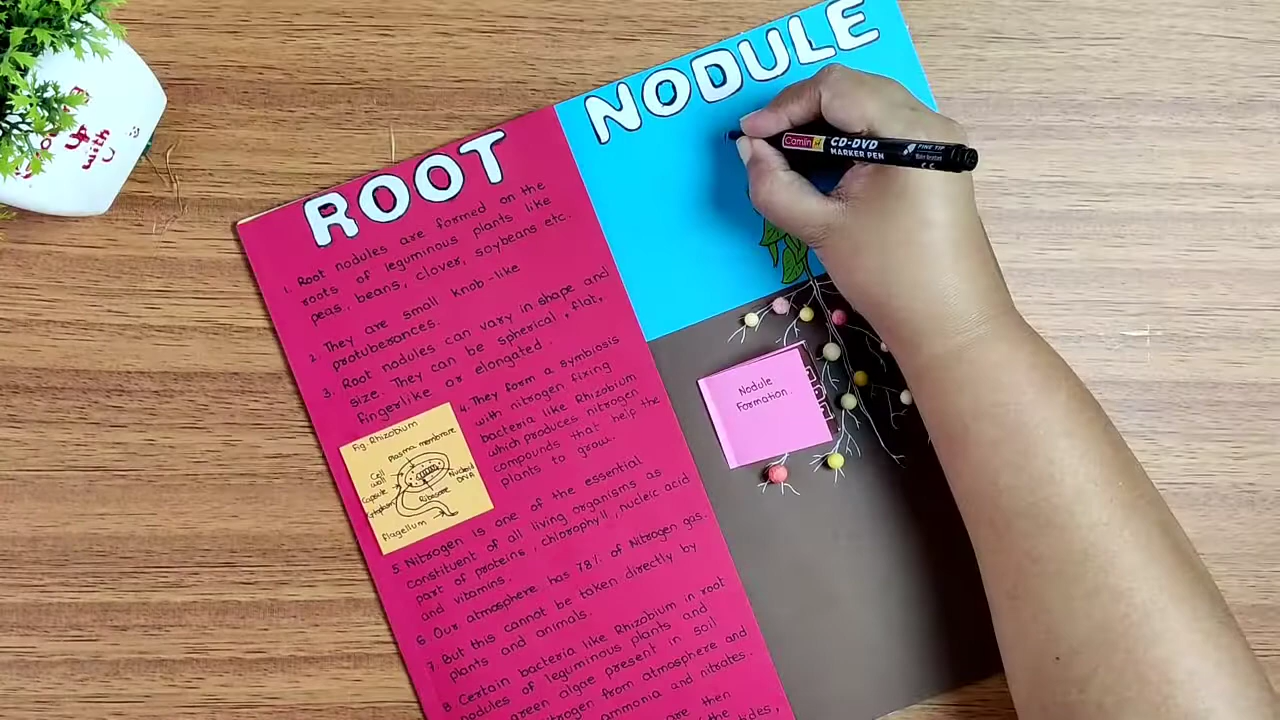 ROOT NODULE
1. Root nodules are formed on the
roots of leguminous plants like
peas, beans, clover, soybeans etc.
2. They are small knob-like
protuberances.
3. Root nodules can vary in shape and
size. They can be spherical, flat,
fingerlike or elongated.
4. They form a symbiosis
with nitrogen fixing
bacteria like Rhizobium
which produces nitrogen
compounds that help the
plants to grow.
Fig. Rhizobium
Plasma membrane
Cell
wall
Capsule
Nucleoid
DNA
Ribosome
Flagellum
5. Nitrogen is one of the essential
constituent of all living organisms as
part of proteins, chlorophyll, nucleic acid
and vitamins.
6. Our atmosphere has 78% of Nitrogen gas.
7. But this cannot be taken directly by
plants and animals.
8. Certain bacteria like Rhizobium in root
nodules of leguminous plants and
green algae present in soil
nitrogen from atmosphere and
ammonia and nitrates.
are then
Nodule
Formation.
Camlin
CD-DVD
MARKER PEN
FINE TIP
with